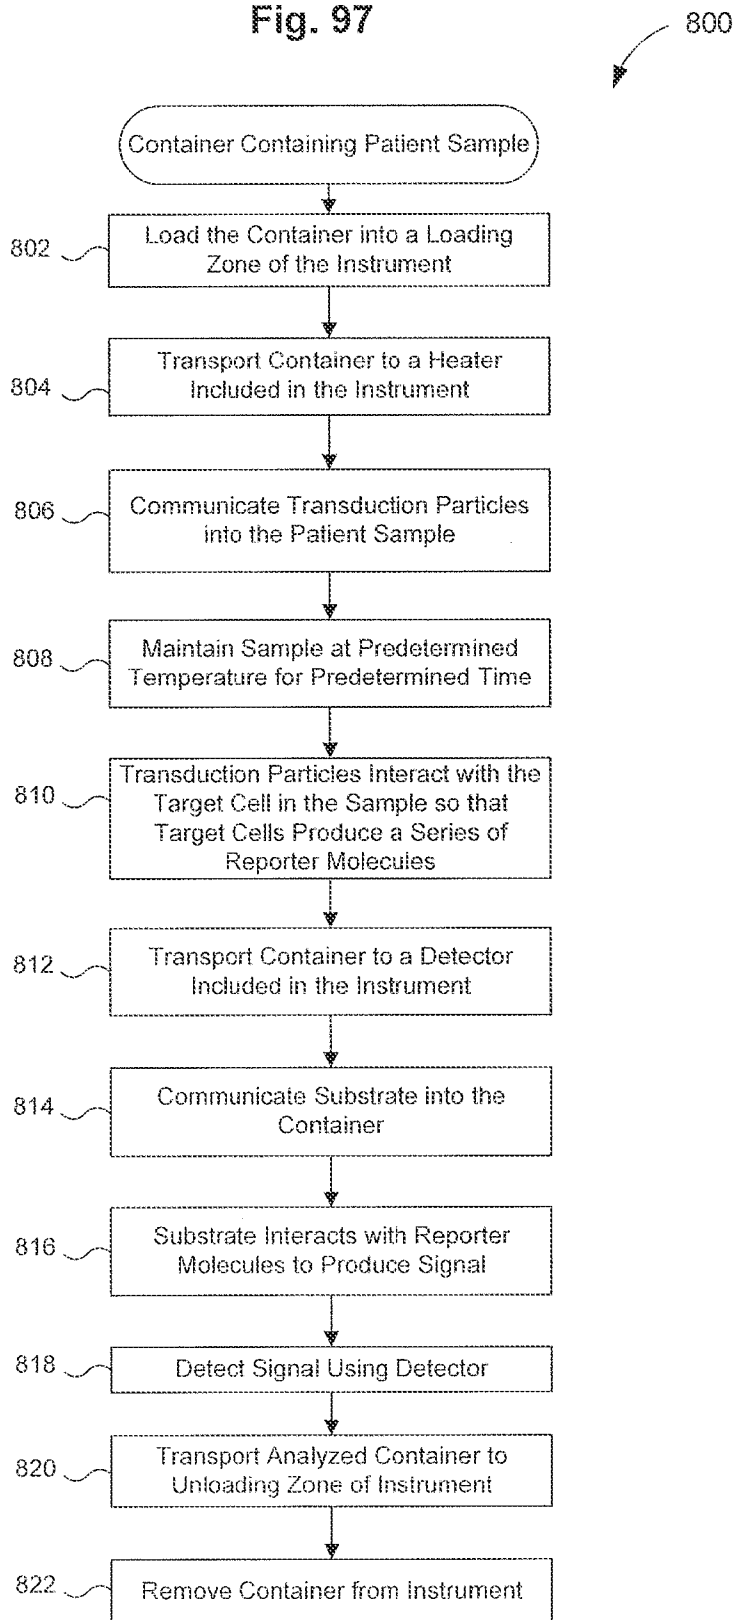 Fig. 97
800
Container Containing Patient Sample
802
Load the Container into a Loading
Zone of the Instrument
804
Transport Container to a Heater
Included in the Instrument
806
Communicate Transduction Particles
into the Patient Sample
808
Maintain Sample at Predetermined
Temperature for Predetermined Time
810
Transduction Particles Interact with the
Target Cell in the Sample so that
Target Cells Produce a Series of
Reporter Molecules
812
Transport Container to a Detector
Included in the Instrument
814
Communicate Substrate into the
Container
816
Substrate Interacts with Reporter
Molecules to Produce Signal
818
Detect Signal Using Detector
820
Transport Analyzed Container to
Unloading Zone of Instrument
822
Remove Container from Instrument